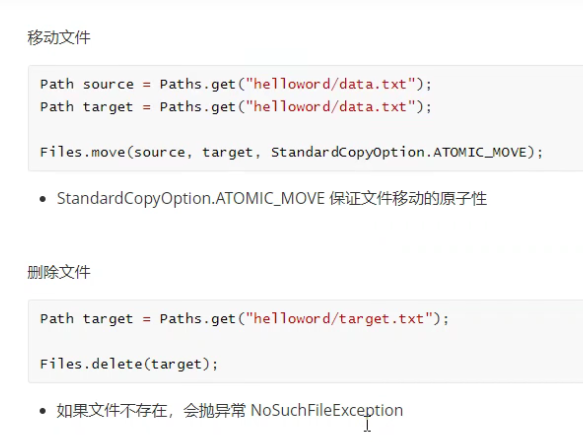 移动文件
Path source = Paths.get("helloword/data.txt");
Path target = Paths.get("helloword/data.txt");
Files.move(source, target, StandardCopyOption.ATOMIC_MOVE);
• StandardCopyOption.ATOMIC_MOVE 保证文件移动的原子性
删除文件
Path target = Paths.get("helloword/target.txt");
Files.delete(target);
• 如果文件不存在，会抛异常 NoSuchFileException